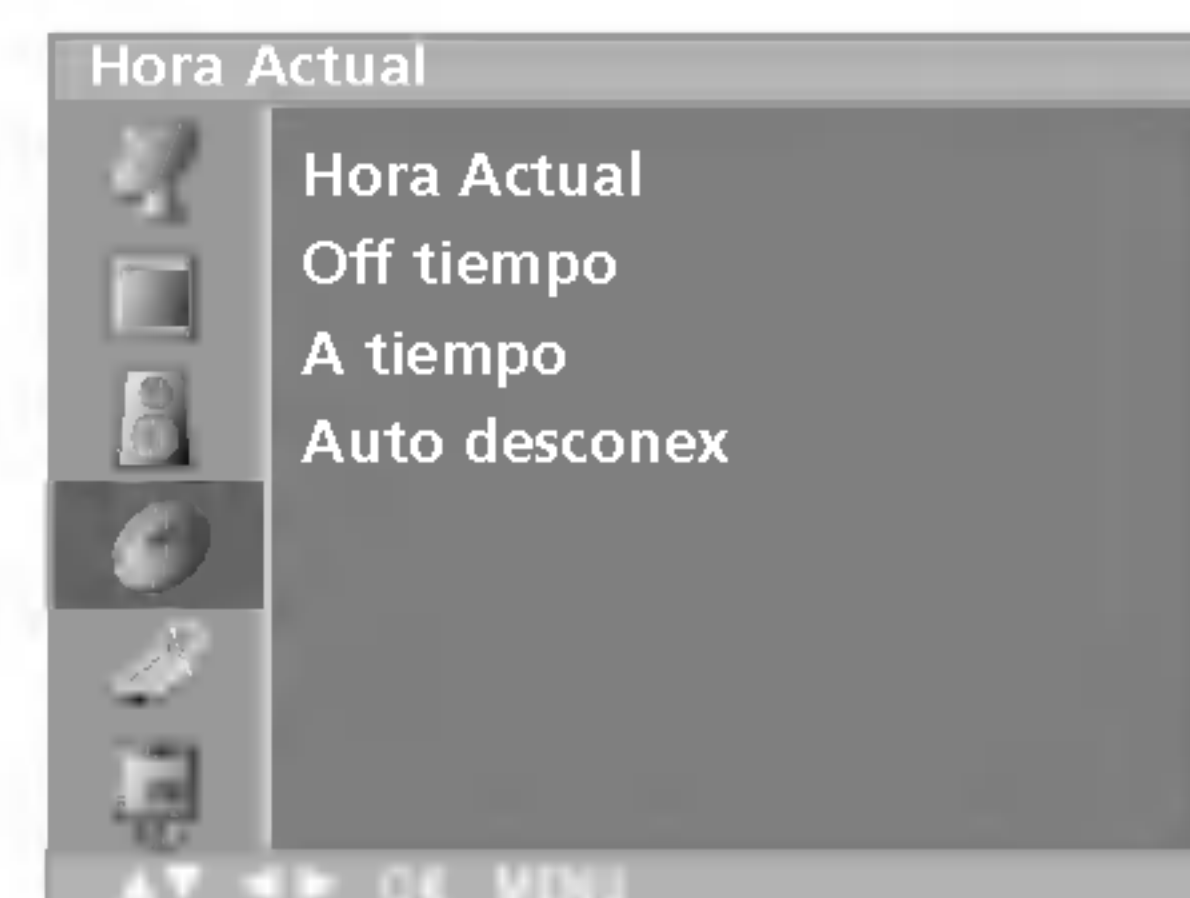 Hora Actual
Hora Actual
Off tiempo
A tiempo
Auto desconex
▲▼ ◀▶ OK MENU